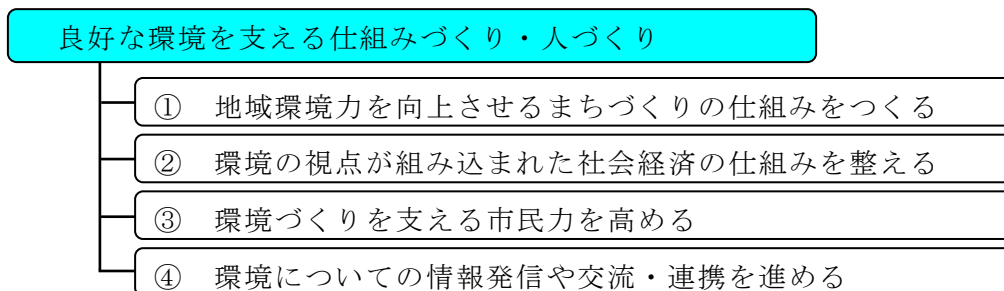 良好な環境を支える仕組みづくり・人づくり
① 地域環境力を向上させるまちづくりの仕組みをつくる
② 環境の視点が組み込まれた社会経済の仕組みを整える
③ 環境づくりを支える市民力を高める
④ 環境についての情報発信や交流・連携を進める